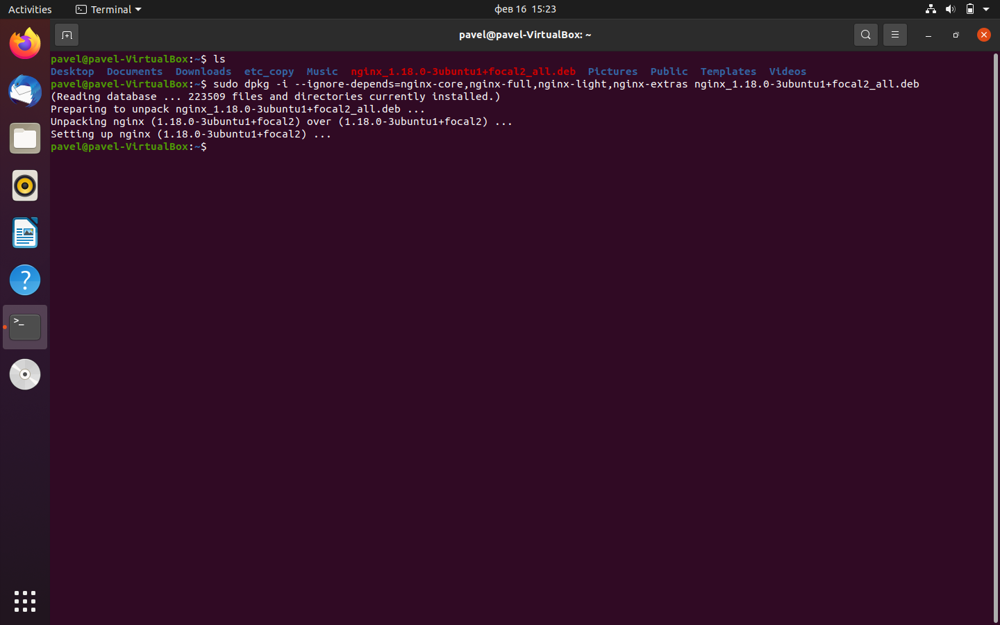 Activities Terminal фев 16 15:23
pavel@pavel-VirtualBox: ~
pavel@pavel-VirtualBox:~$ ls
Desktop Documents Downloads etc_copy Music nginx_1.18.0-3ubuntu1+focal2_all.deb Pictures Public Templates Videos
pavel@pavel-VirtualBox:~$ sudo dpkg -i --ignore-depends=nginx-core,nginx-full,nginx-light,nginx-extras nginx_1.18.0-3ubuntu1+focal2_all.deb
(Reading database ... 223509 files and directories currently installed.)
Preparing to unpack nginx_1.18.0-3ubuntu1+focal2_all.deb ...
Unpacking nginx (1.18.0-3ubuntu1+focal2) over (1.18.0-3ubuntu1+focal2) ...
Setting up nginx (1.18.0-3ubuntu1+focal2) ...
pavel@pavel-VirtualBox:~$